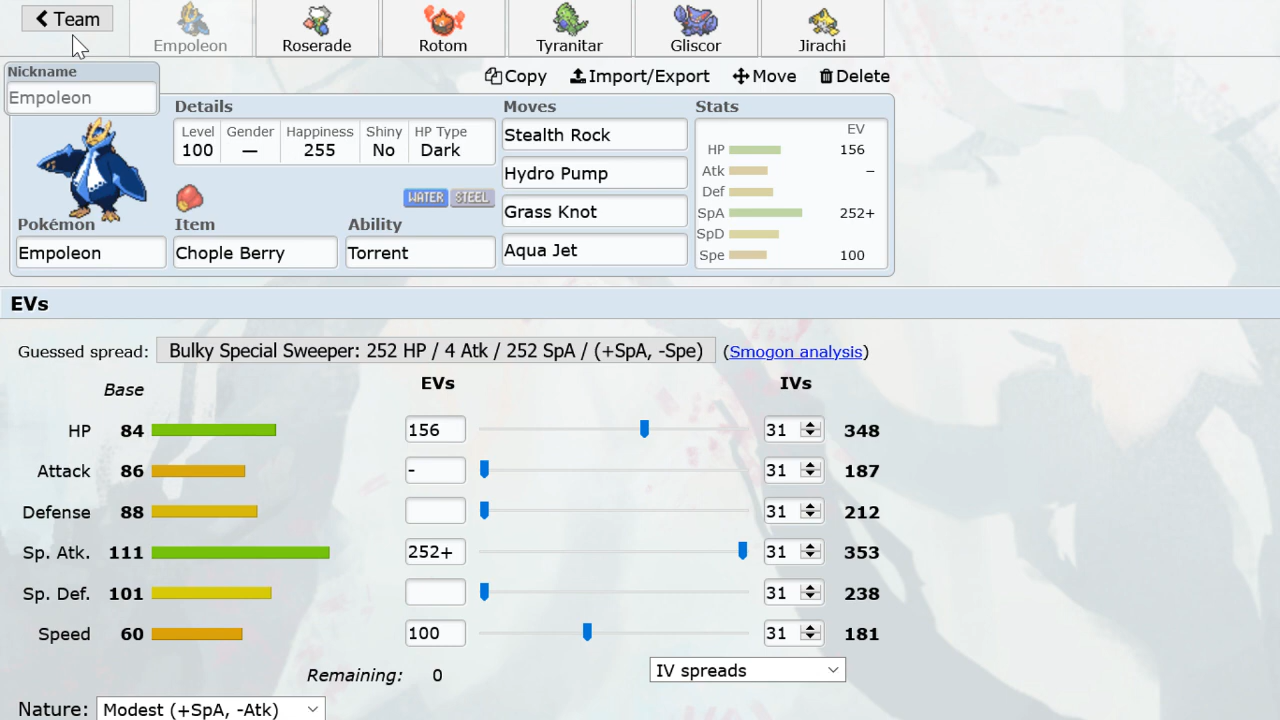 Team
Empoleon
Roserade
Rotom
Tyranitar
Gliscor
Jirachi
Copy
Import/Export
Move
Delete
Nickname
Empoleon
Details
Level
100
Gender
—
Happiness
255
Shiny
No
HP Type
Dark
WATER
STEEL
Pokémon
Empoleon
Item
Chople Berry
Ability
Torrent
Moves
Stealth Rock
Hydro Pump
Grass Knot
Aqua Jet
Stats
EV
HP 156
Atk –
Def
SpA 252+
SpD
Spe 100
EVs
Guessed spread: Bulky Special Sweeper: 252 HP / 4 Atk / 252 SpA / (+SpA, -Spe) (Smogon analysis)
Base EVs IVs
HP 84 156 31 348
Attack 86 - 31 187
Defense 88 31 212
Sp. Atk. 111 252+ 31 353
Sp. Def. 101 31 238
Speed 60 100 31 181
Remaining: 0 IV spreads
Nature: Modest (+SpA, -Atk)